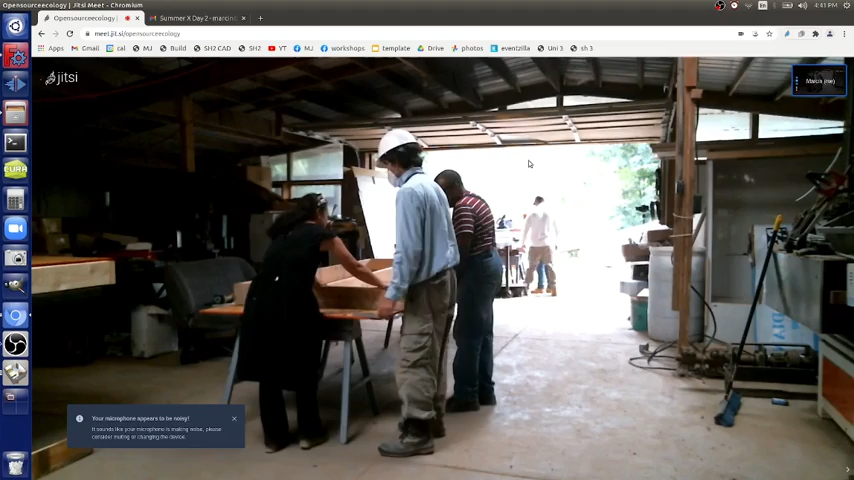 Opensourceecology | Jitsi Meet - Chromium
En
4:41 PM
Opensourceecology | Jitsi
Summer X Day 2 - marcin
meet.jit.si/opensourceecology
Apps
Gmail
cal
MJ
Build
SH2 CAD
SH2
YT
MJ
workshops
template
Drive
photos
eventzilla
Uni 3
sh 3
jitsi
Marcin (me)
CURA
Your microphone appears to be noisy!
It sounds like your microphone is making noise, please
consider muting or changing the device.